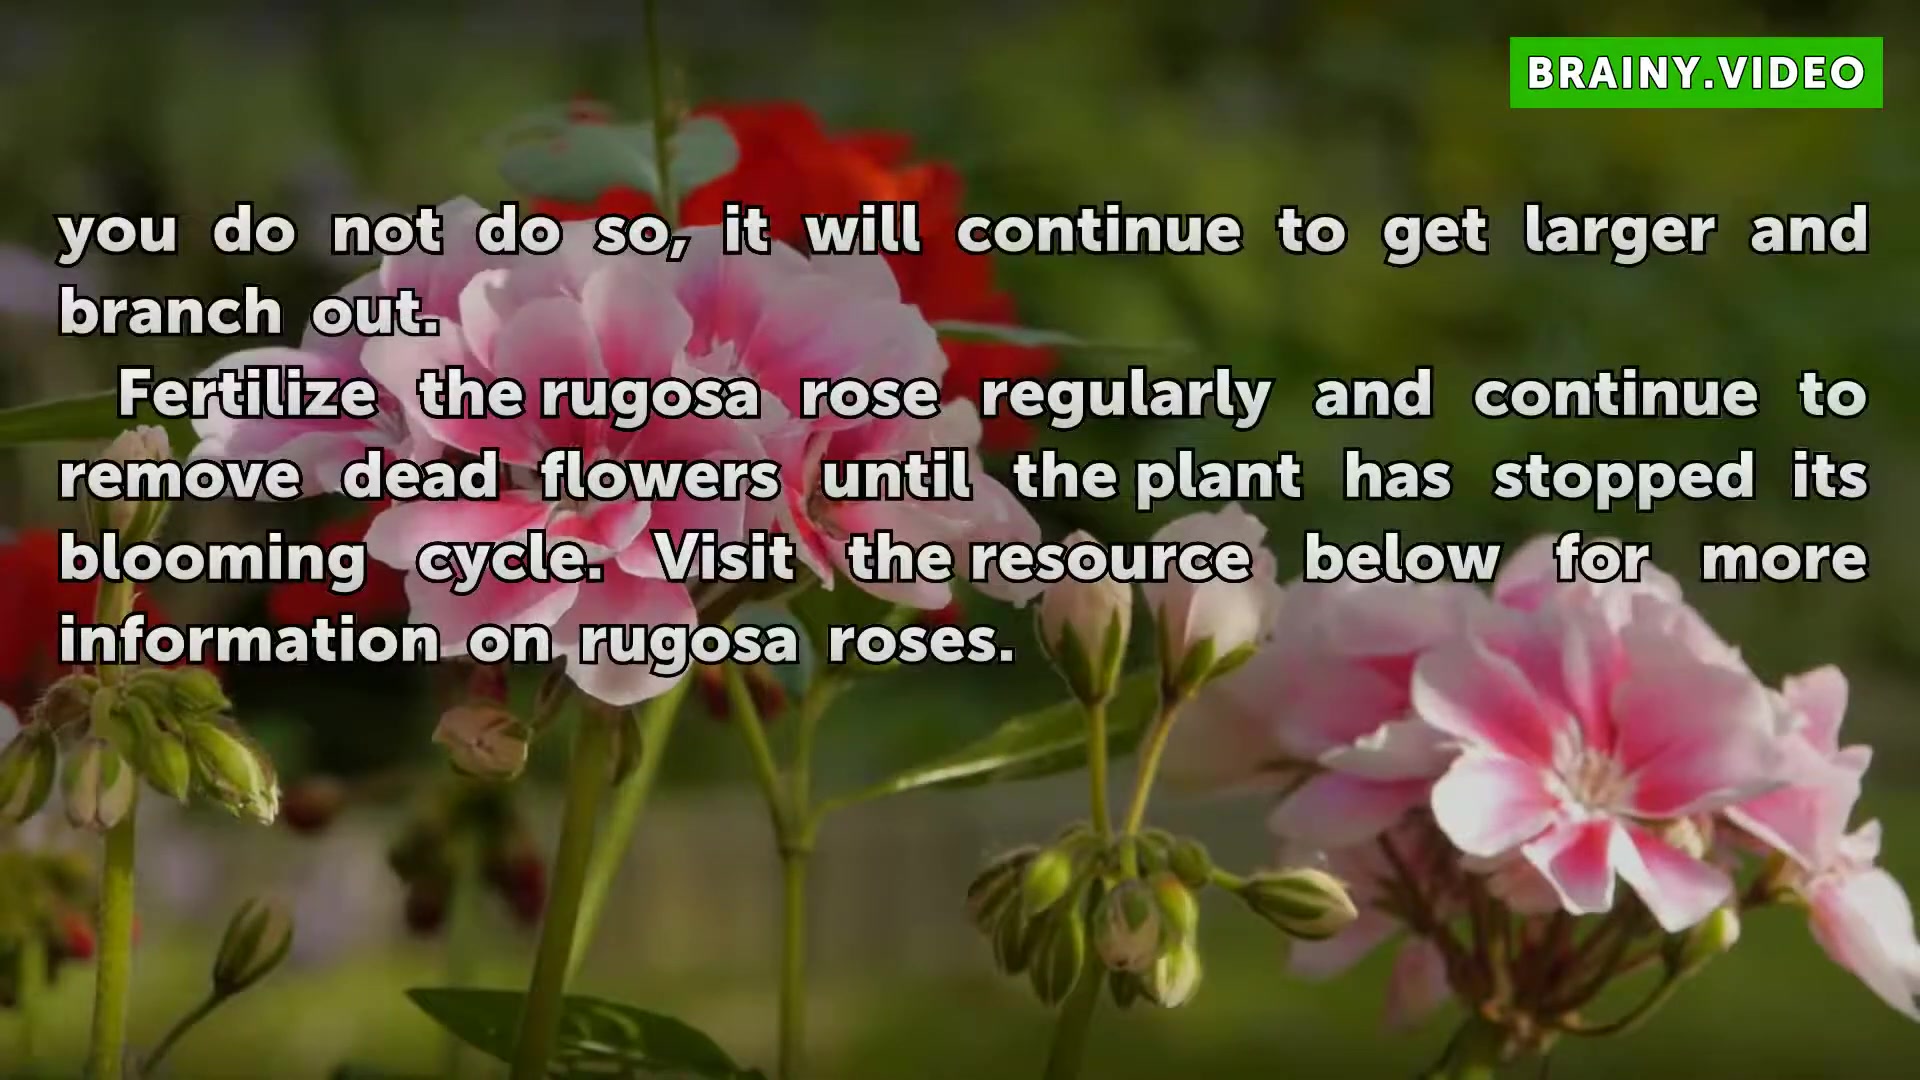 BRAINY.VIDEO
you do not do so, it will continue to get larger and
branch out.
Fertilize the rugosa rose regularly and continue to
remove dead flowers until the plant has stopped its
blooming cycle. Visit the resource below for more
information on rugosa roses.